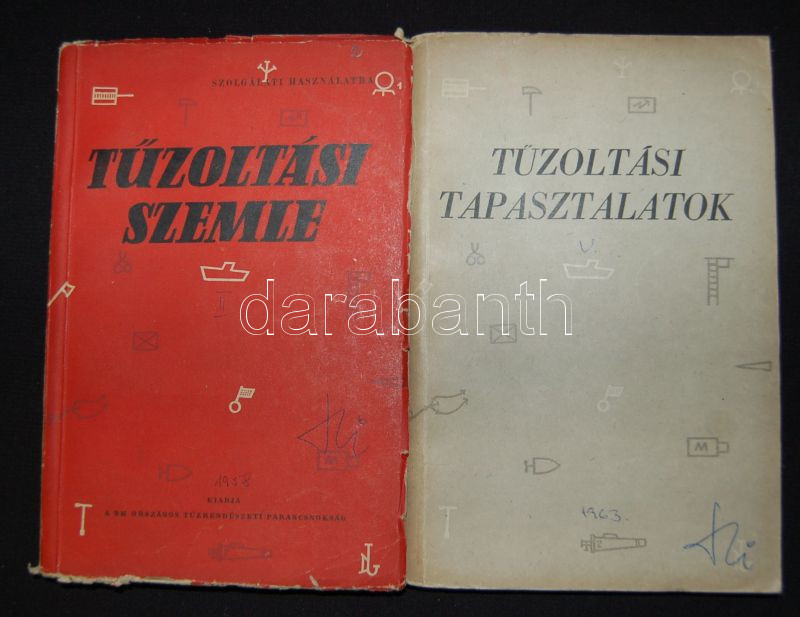 SZOLGÁLATI HASZNÁLATRA
TŰZOLTÁSI
SZEMLE
I
1958
KIADJA
A BM ORSZÁGOS TŰZRENDÉSZETI PARANCSNOKSÁG
TŰZOLTÁSI
TAPASZTALATOK
V.
1963.
darabanth